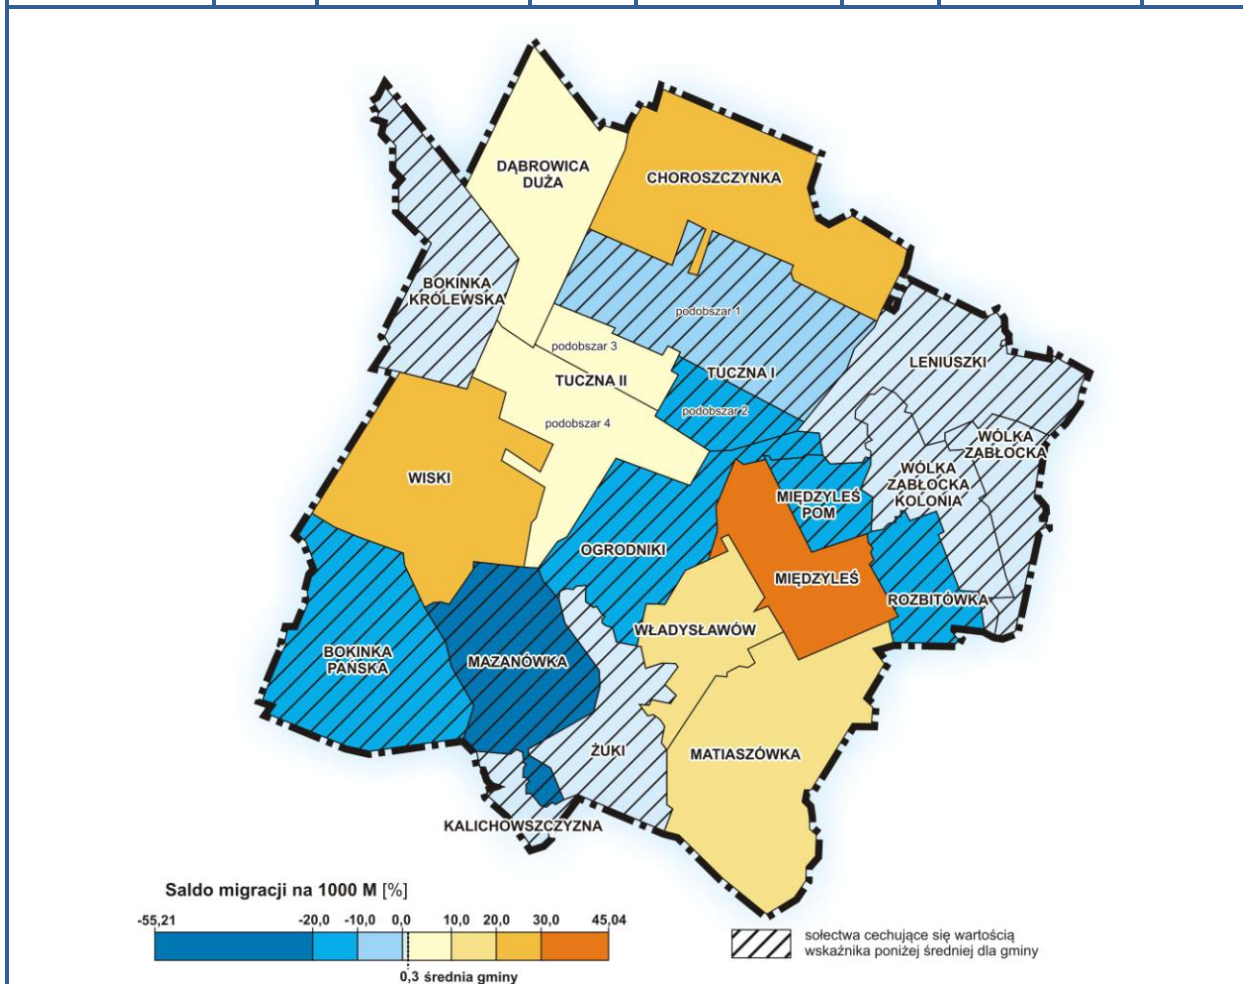 DĄBROWICA
DUŻA
CHOROSZCZYNKA
BOKINKA
KRÓLEWSKA
podobszar 1
podobszar 3
LENIUSZKI
TUCZNA I
TUCZNA II
podobszar 2
podobszar 4
WÓLKA
ZABŁOCKA
WÓLKA
ZABŁOCKA
KOLONIA
WISKI
MIĘDZYLEŚ
POM
OGRODNIKI
MIĘDZYLEŚ
ROZBITÓWKA
WŁADYSŁAWÓW
BOKINKA
PAŃSKA
MAZANÓWKA
ŻUKI
MATIASZÓWKA
KALICHOWSZCZYZNA
Saldo migracji na 1000 M [%]
-55,21 -20,0 -10,0 0,0 10,0 20,0 30,0 45,04
0,3 średnia gminy
sołectwa cechujące się wartością
wskaźnika poniżej średniej dla gminy